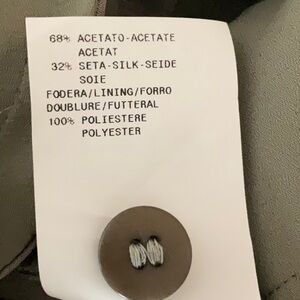 68% ACETATO-ACETATE
ACETAT
32% SETA-SILK-SEIDE
SOIE
FODERA/LINING/FORRO
DOUBLURE/FUTTERAL
100% POLIESTERE
POLYESTER